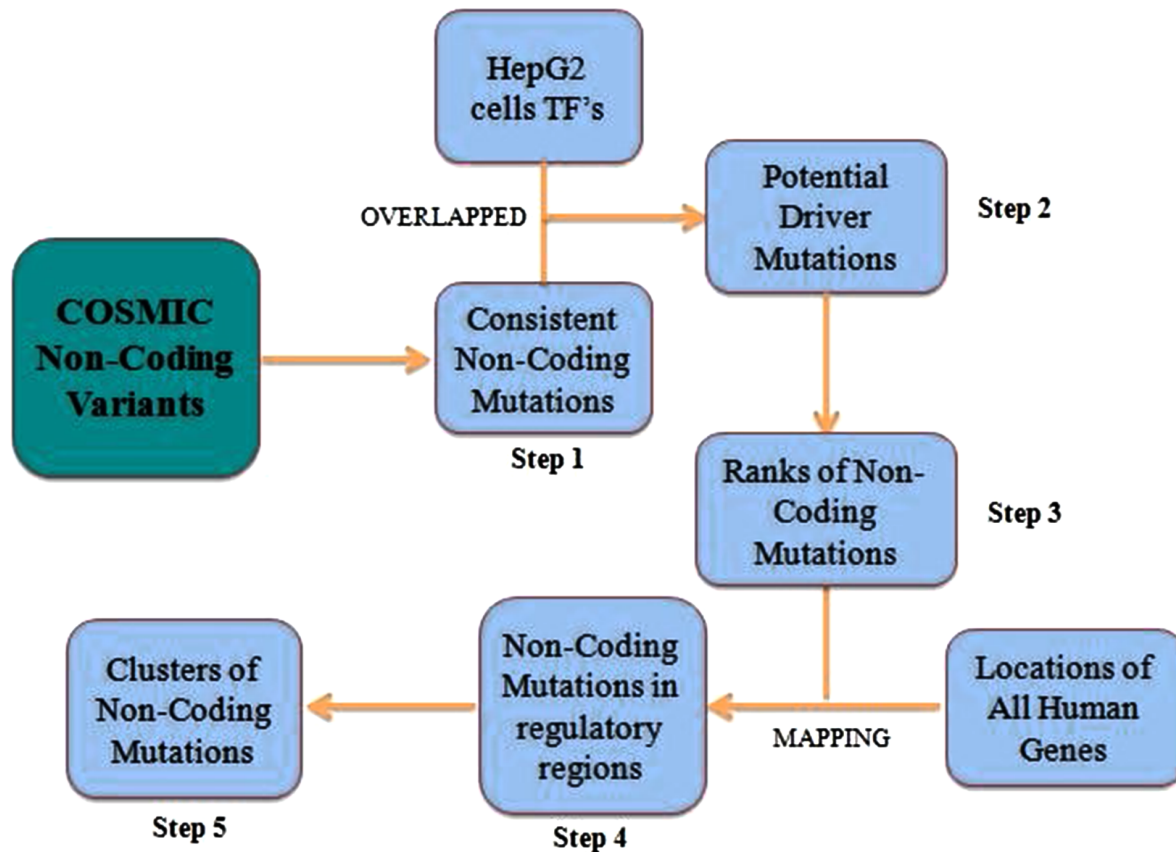 HepG2
cells TF's
OVERLAPPED
Potential
Driver
Mutations
Step 2
COSMIC
Non-Coding
Variants
Consistent
Non-Coding
Mutations
Step 1
Ranks of Non-
Coding
Mutations
Step 3
Locations of
All Human
Genes
MAPPING
Non-Coding
Mutations in
regulatory
regions
Step 4
Clusters of
Non-Coding
Mutations
Step 5